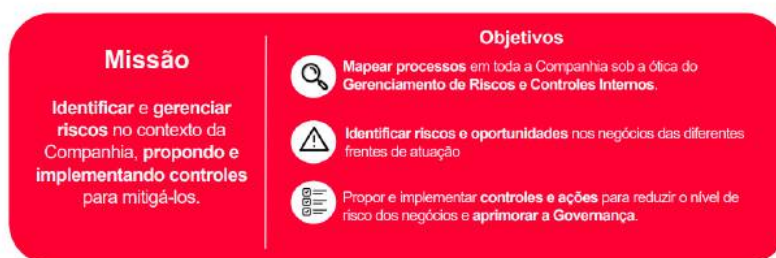 Missão
Identificar e gerenciar
riscos no contexto da
Companhia, propondo e
implementando controles
para mitigá-los.
Objetivos
Mapear processos em toda a Companhia sob a ótica do
Gerenciamento de Riscos e Controles Internos.
Identificar riscos e oportunidades nos negócios das diferentes
frentes de atuação
Propor e implementar controles e ações para reduzir o nível de
risco dos negócios e aprimorar a Governança.